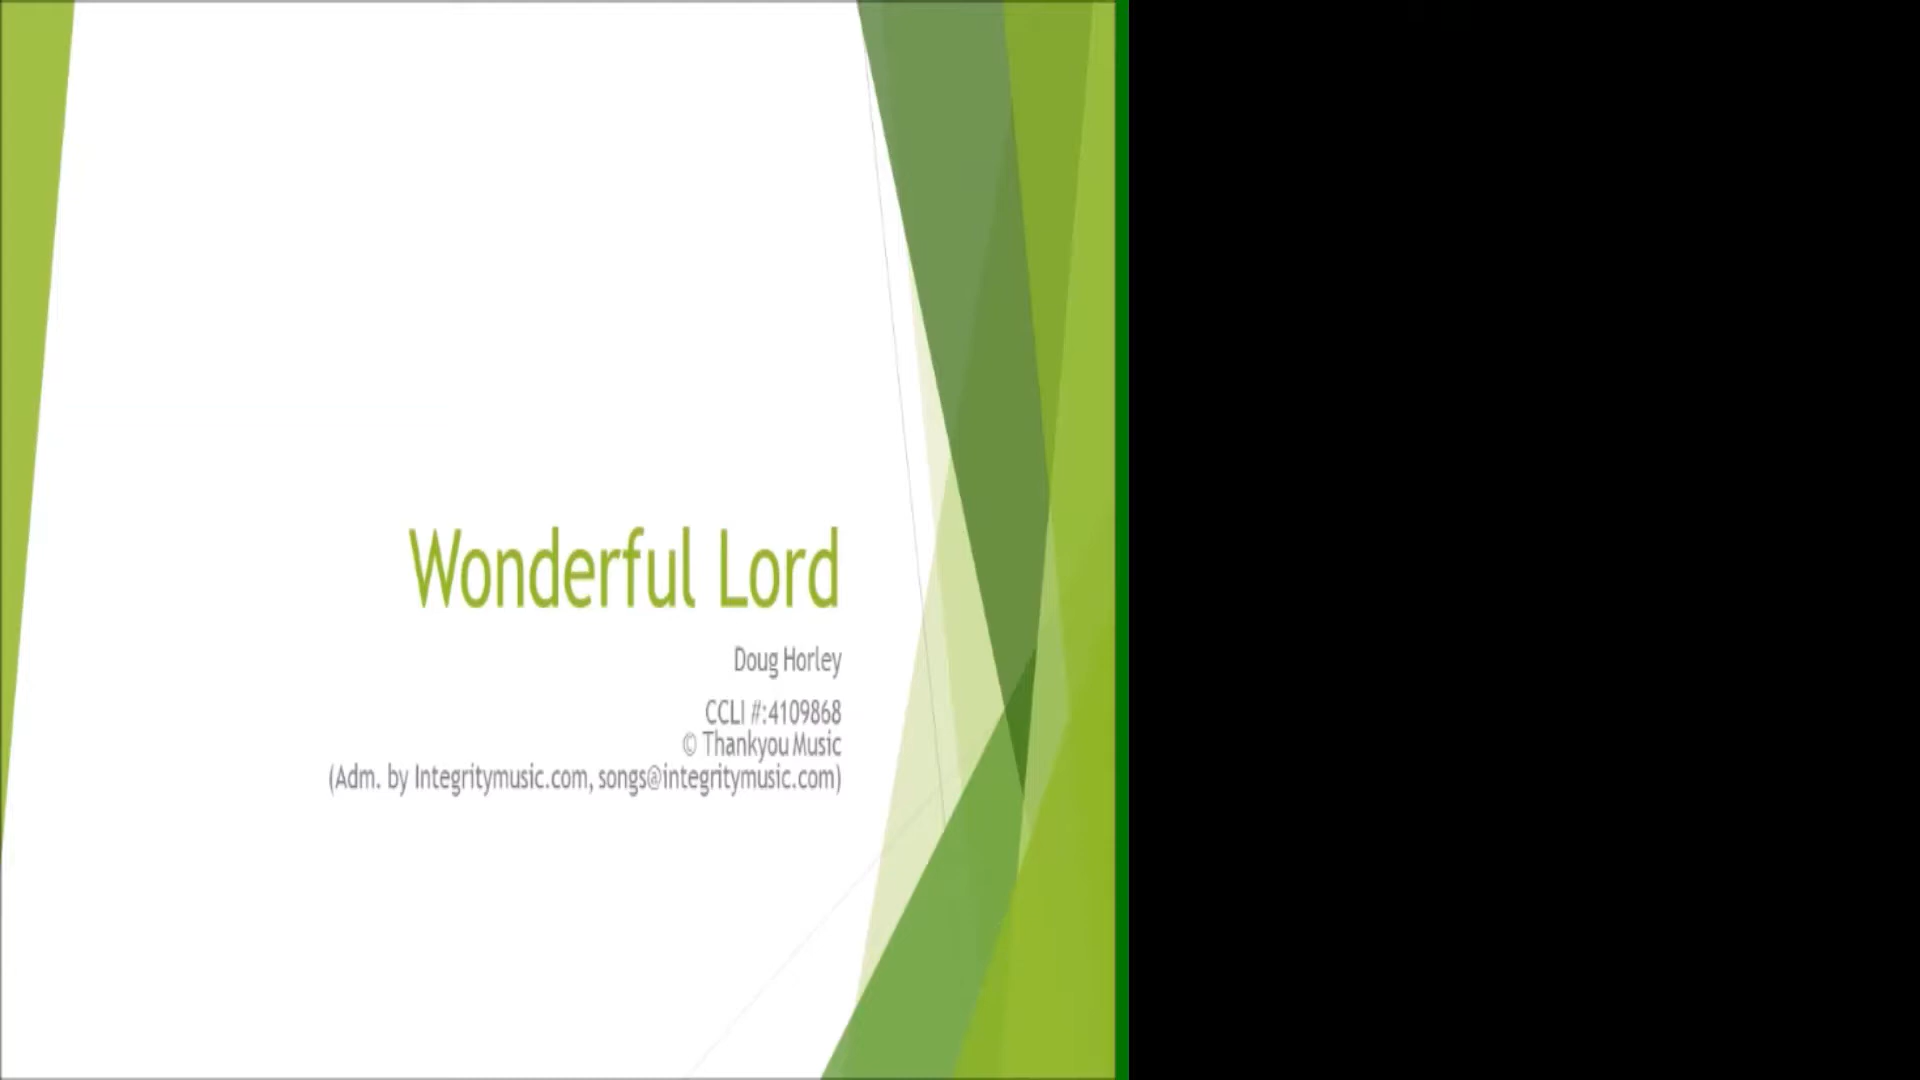 Wonderful Lord
Doug Horley
CCLI #:4109868
© Thankyou Music
(Adm. by Integritymusic.com, songs@integritymusic.com)